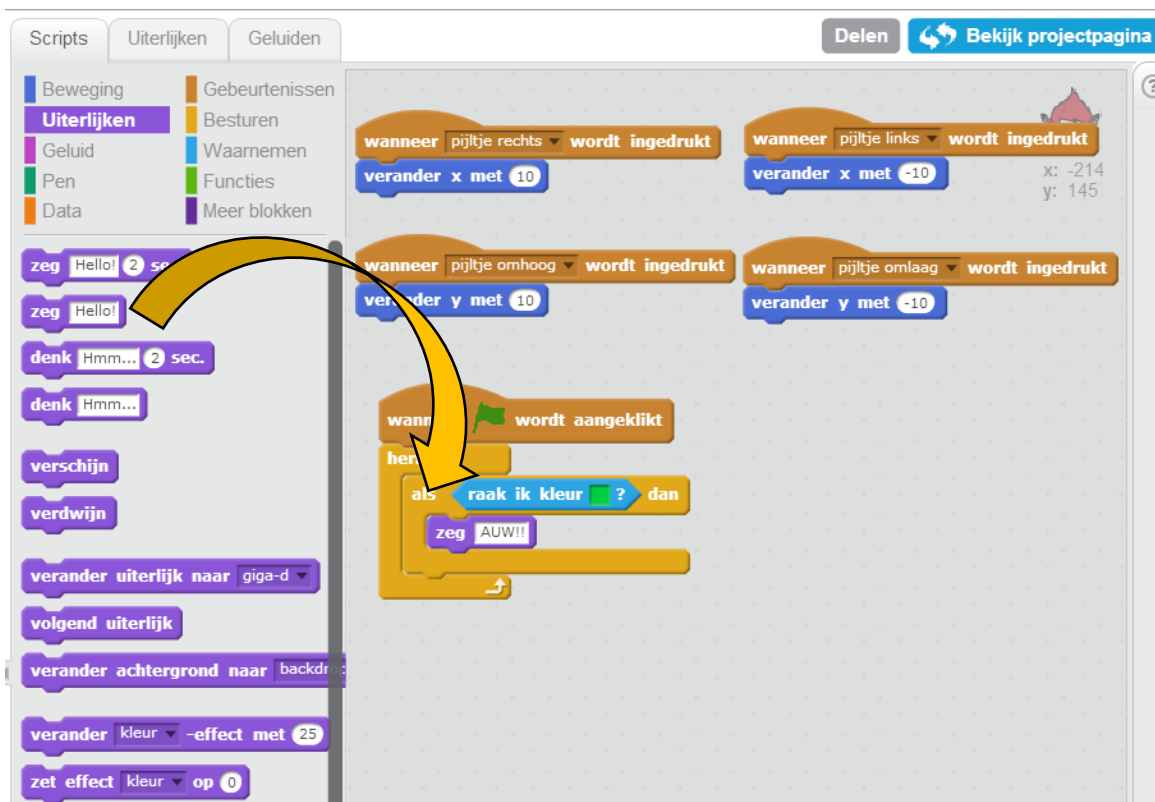 Scripts Uiterlijken Geluiden Delen Bekijk projectpagina
Beweging Gebeurtenissen
Uiterlijken Besturen
Geluid Waarnemen
Pen Functies
Data Meer blokken
zeg Hello! 2
zeg Hello!
denk Hmm... 2 sec.
denk Hmm...
verschijn
verdwijn
verander uiterlijk naar giga-d
volgend uiterlijk
verander achtergrond naar
verander kleur -effect met 25
zet effect kleur op 0
wanneer pijltje rechts wordt ingedrukt
verander x met 10
wanneer pijltje links wordt ingedrukt
verander x met -10
x: -214
y: 145
wanneer pijltje omhoog wordt ingedrukt
verander y met 10
wanneer pijltje omlaag wordt ingedrukt
verander y met -10
wordt aangeklikt
als raak ik kleur ? dan
zeg AUW!!